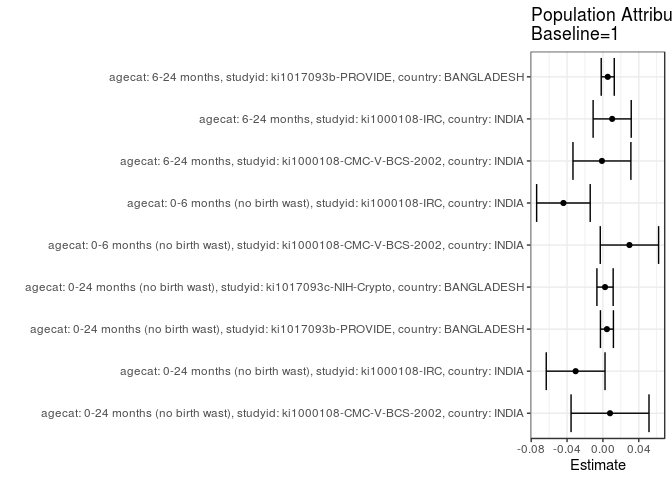 Population Attribu
Baseline=1
agecat: 6-24 months, studyid: ki1017093b-PROVIDE, country: BANGLADESH
agecat: 6-24 months, studyid: ki1000108-IRC, country: INDIA
agecat: 6-24 months, studyid: ki1000108-CMC-V-BCS-2002, country: INDIA
agecat: 0-6 months (no birth wast), studyid: ki1000108-IRC, country: INDIA
agecat: 0-6 months (no birth wast), studyid: ki1000108-CMC-V-BCS-2002, country: INDIA
agecat: 0-24 months (no birth wast), studyid: ki1017093c-NIH-Crypto, country: BANGLADESH
agecat: 0-24 months (no birth wast), studyid: ki1017093b-PROVIDE, country: BANGLADESH
agecat: 0-24 months (no birth wast), studyid: ki1000108-IRC, country: INDIA
agecat: 0-24 months (no birth wast), studyid: ki1000108-CMC-V-BCS-2002, country: INDIA
-0.08 -0.04 0.00 0.04
Estimate